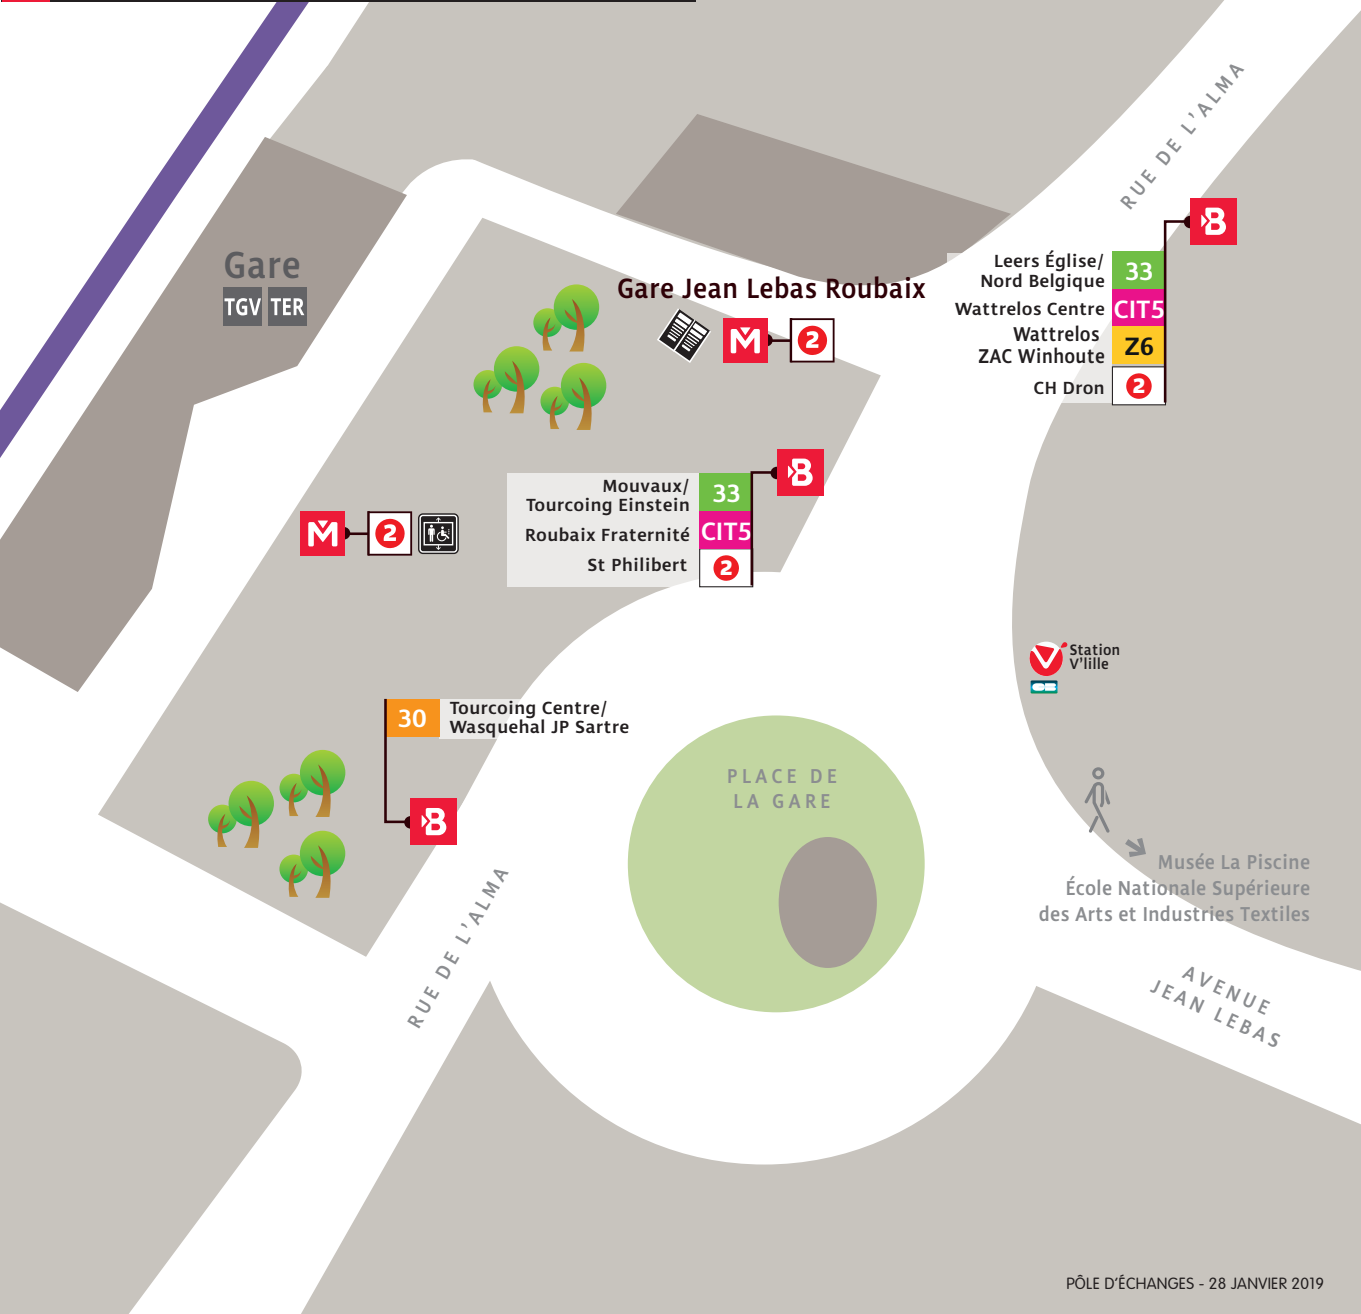 RUE DE L'ALMA
B
Leers Église/
Nord Belgique
33
Wattrelos Centre
CIT5
Wattrelos
ZAC Winhoute
Z6
CH Dron
2
Gare
TGV TER
Gare Jean Lebas Roubaix
M 2
B
Mouvaux/
Tourcoing Einstein
33
Roubaix Fraternité
CIT5
St Philibert
2
M 2
Station
V'lille
CB
30
Tourcoing Centre/
Wasquehal JP Sartre
B
PLACE DE
LA GARE
Musée La Piscine
École Nationale Supérieure
des Arts et Industries Textiles
RUE DE L'ALMA
AVENUE
JEAN LEBAS
PÔLE D'ÉCHANGES - 28 JANVIER 2019